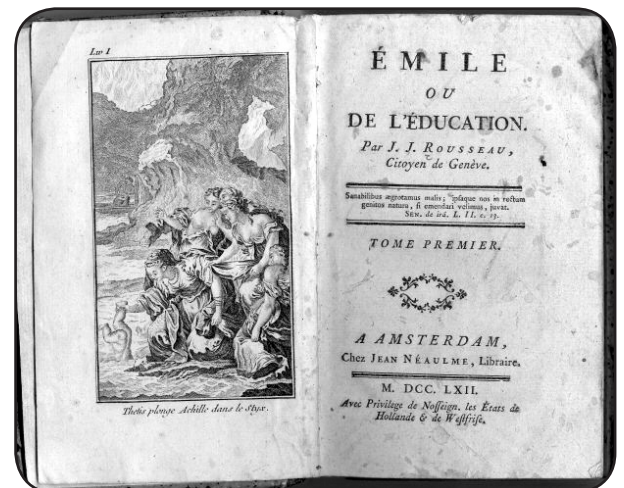 Liv I
Thetis plonge Achille dans le Styx.
ÉMILE
OU
DE L'ÉDUCATION.
Par J. J. ROUSSEAU,
Citoyen de Genève.
Sanabilibus ægrotamus malis; ipsaque nos in rectum
genitos natura, si emendari velimus, juvat.
SEN. de irâ. L. II. c. 13.
TOME PREMIER.
A AMSTERDAM,
Chez JEAN NÉAULME, Libraire.
M. DCC. LXII.
Avec Privilege de Nosseign. les Etats de
Hollande & de Westfrise.